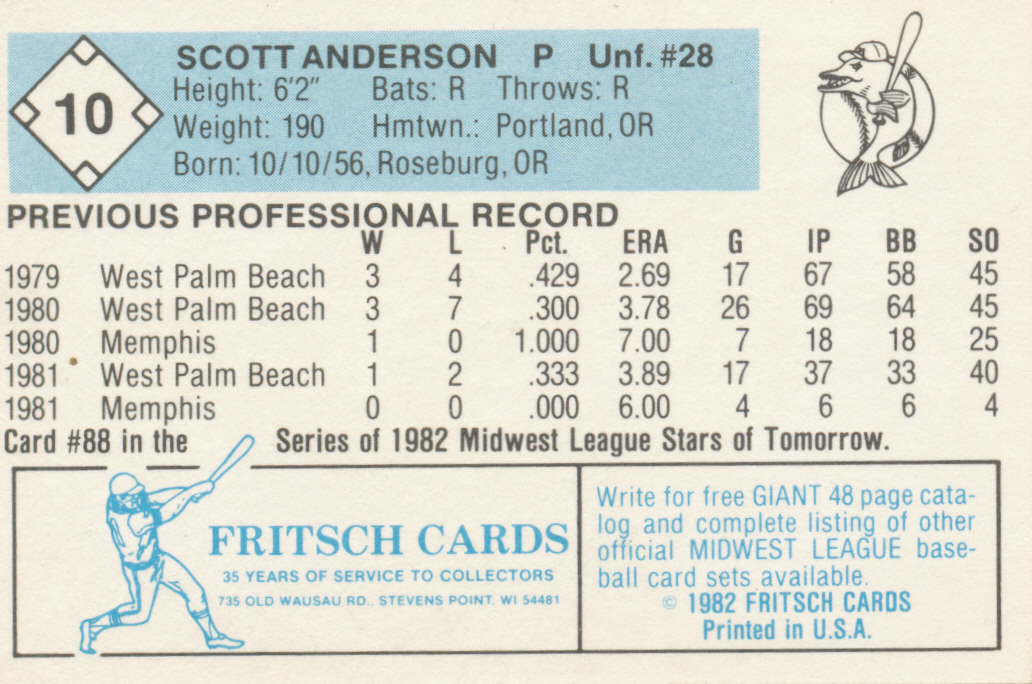 10
SCOTT ANDERSON P Unf. #28
Height: 6'2" Bats: R Throws: R
Weight: 190 Hmtwn.: Portland, OR
Born: 10/10/56, Roseburg, OR
PREVIOUS PROFESSIONAL RECORD
W L Pct. ERA G IP BB SO
1979 West Palm Beach 3 4 .429 2.69 17 67 58 45
1980 West Palm Beach 3 7 .300 3.78 26 69 64 45
1980 Memphis 1 0 1.000 7.00 7 18 18 25
1981 West Palm Beach 1 2 .333 3.89 17 37 33 40
1981 Memphis 0 0 .000 6.00 4 6 6 4
Card #88 in the Series of 1982 Midwest League Stars of Tomorrow.
FRITSCH CARDS
35 YEARS OF SERVICE TO COLLECTORS
735 OLD WAUSAU RD., STEVENS POINT, WI 54481
Write for free GIANT 48 page cata-
log and complete listing of other
official MIDWEST LEAGUE base-
ball card sets available.
© 1982 FRITSCH CARDS
Printed in U.S.A.